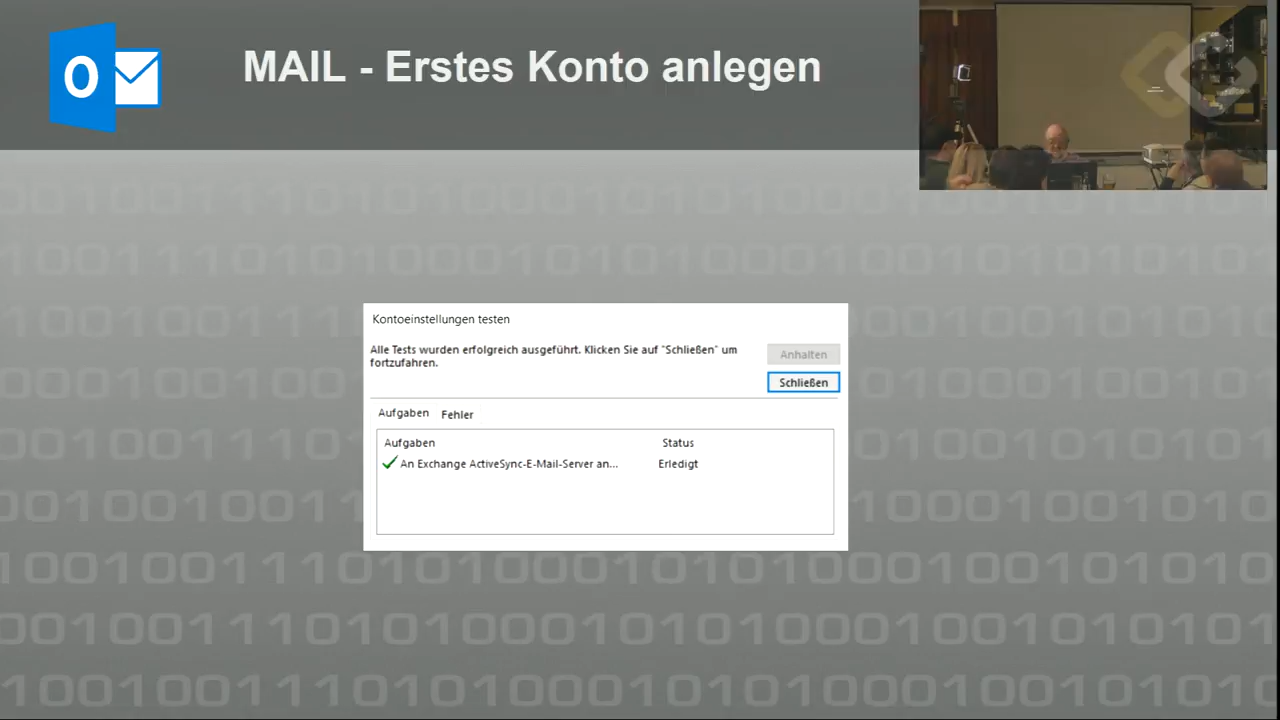 MAIL - Erstes Konto anlegen
Kontoeinstellungen testen
Alle Tests wurden erfolgreich ausgeführt. Klicken Sie auf "Schließen" um
fortzufahren.
Anhalten
Schließen
Aufgaben Fehler
Aufgaben Status
An Exchange ActiveSync-E-Mail-Server an... Erledigt